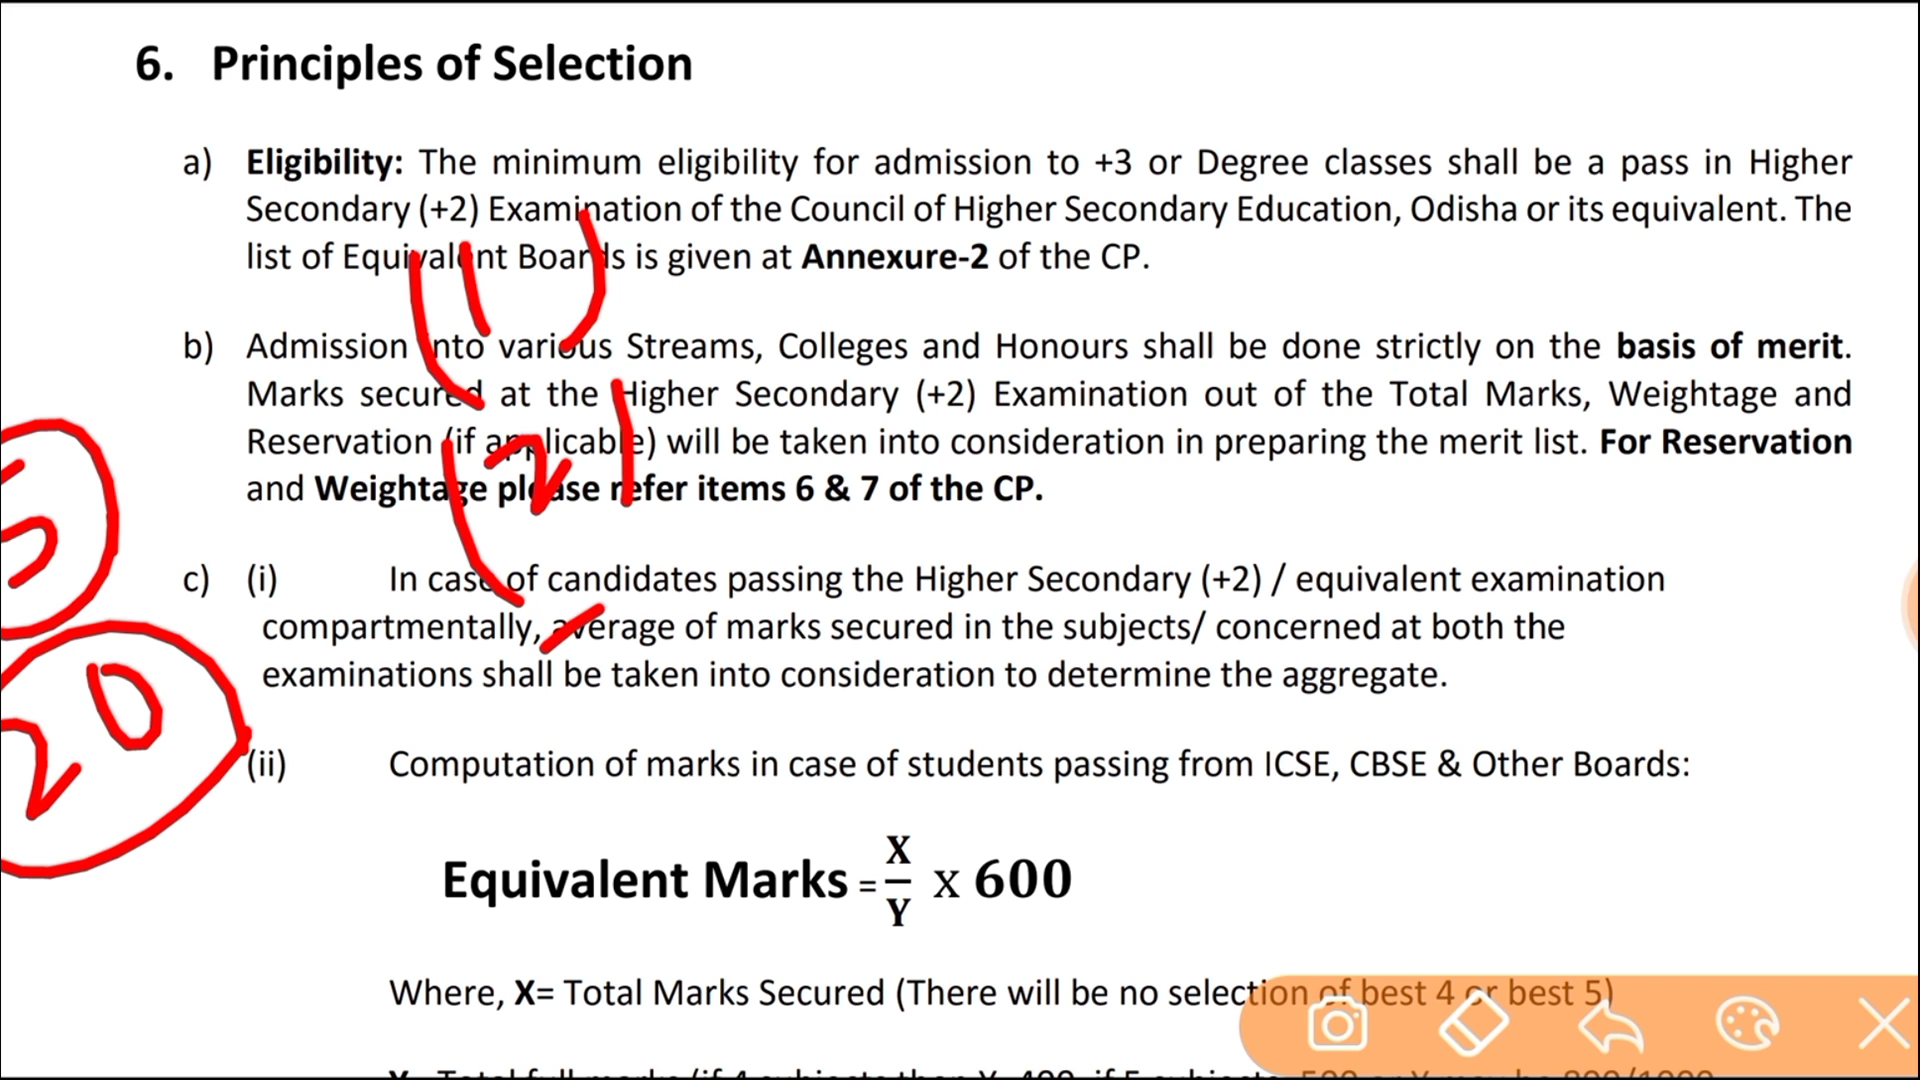 6. Principles of Selection
a) Eligibility: The minimum eligibility for admission to +3 or Degree classes shall be a pass in Higher
Secondary (+2) Examination of the Council of Higher Secondary Education, Odisha or its equivalent. The
list of Equivalent Boards is given at Annexure-2 of the CP.
b) Admission into various Streams, Colleges and Honours shall be done strictly on the basis of merit.
Marks secured at the Higher Secondary (+2) Examination out of the Total Marks, Weightage and
Reservation (if applicable) will be taken into consideration in preparing the merit list. For Reservation
and Weightage please refer items 6 & 7 of the CP.
c) (i) In case of candidates passing the Higher Secondary (+2) / equivalent examination
compartmentally, average of marks secured in the subjects/ concerned at both the
examinations shall be taken into consideration to determine the aggregate.
(ii) Computation of marks in case of students passing from ICSE, CBSE & Other Boards:
Equivalent Marks = X/Y x 600
Where, X= Total Marks Secured (There will be no selection of best 4 or best 5)
(1)
(2)
5
20